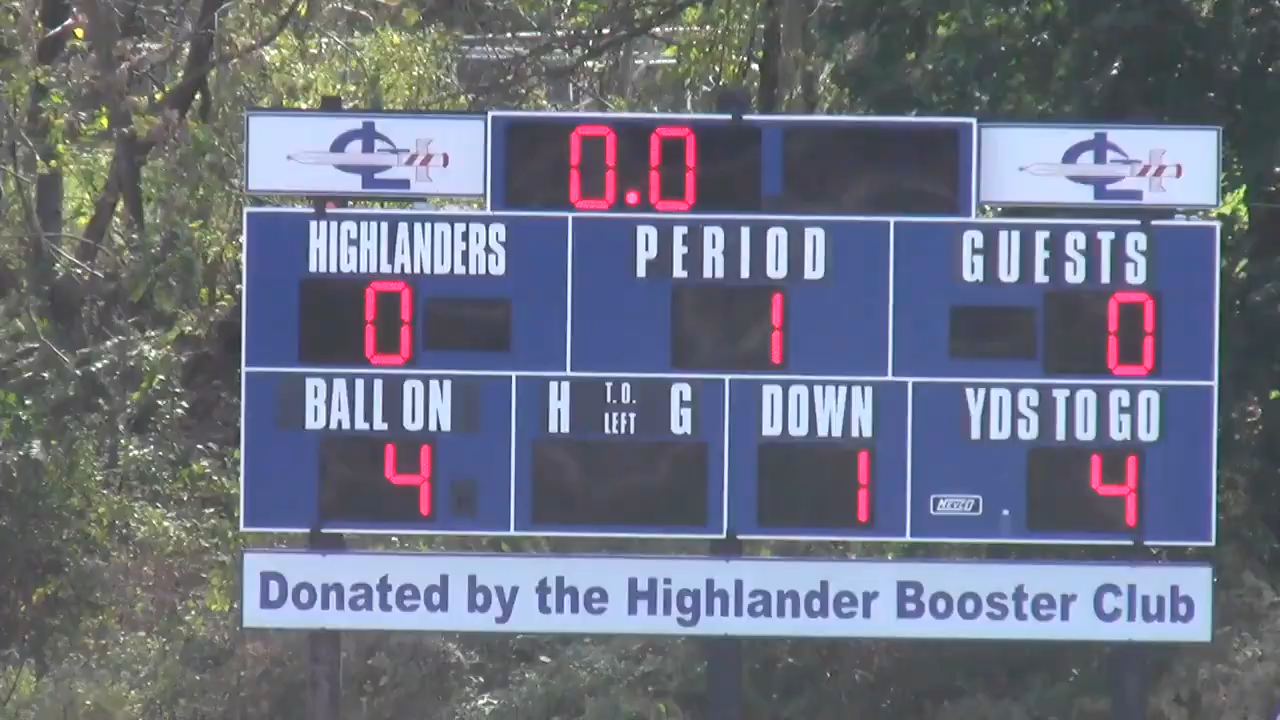 0.0
HIGHLANDERS PERIOD GUESTS
0 1 0
BALL ON H T.O. LEFT G DOWN YDS TO GO
4 1 4
NEVCO
Donated by the Highlander Booster Club